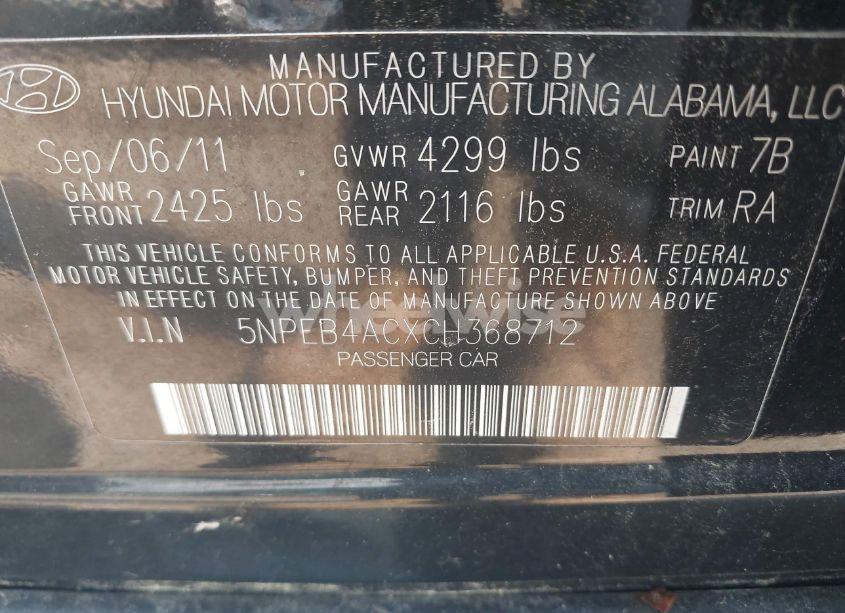 MANUFACTURED BY
HYUNDAI MOTOR MANUFACTURING ALABAMA, LLC
Sep/06/11 GVWR 4299 lbs PAINT 7B
GAWR FRONT 2425 lbs GAWR REAR 2116 lbs TRIM RA
THIS VEHICLE CONFORMS TO ALL APPLICABLE U.S.A. FEDERAL
MOTOR VEHICLE SAFETY, BUMPER, AND THEFT PREVENTION STANDARDS
IN EFFECT ON THE DATE OF MANUFACTURE SHOWN ABOVE.
wheelwise
V.I.N 5NPEB4ACXCH368712
PASSENGER CAR